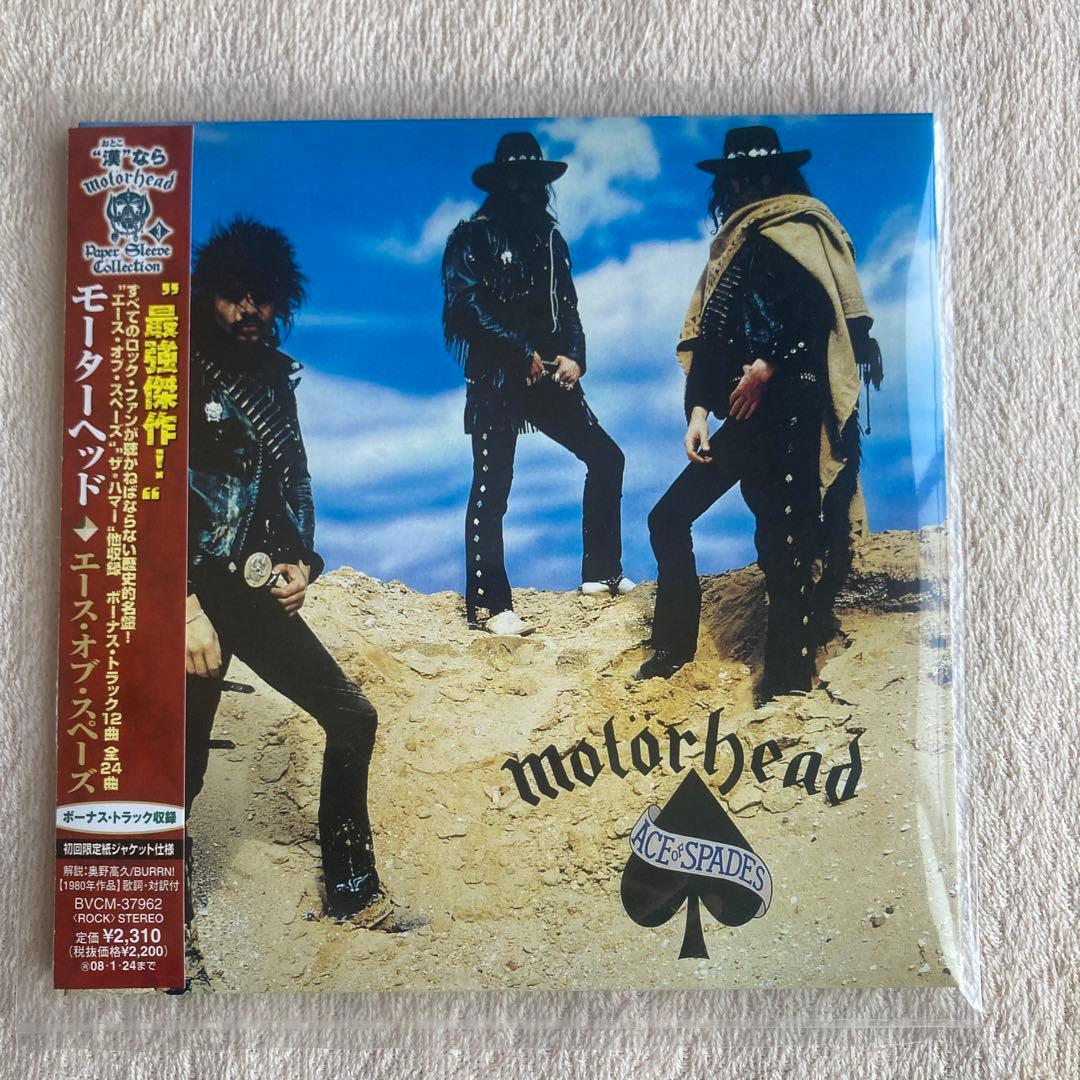 おとこ
“漢”なら
motörhead
3
Paper Sleeve
Collection
"最強傑作！"
すべてのロック・ファンが聴かねばならない歴史的名盤！
"エース・オブ・スペーズ" "ザ・ハマー"他収録 ボーナス・トラック12曲 全24曲
モーターヘッド
エース・オブ・スペーズ
ボーナス・トラック収録
初回限定紙ジャケット仕様
解説：奥野高久/BURRN!
【1980年作品】歌詞・対訳付
BVCM-37962
〈ROCK〉STEREO
定価 ¥2,310
(税抜価格¥2,200)
08・1・24まで
motörhead
ACE OF SPADES